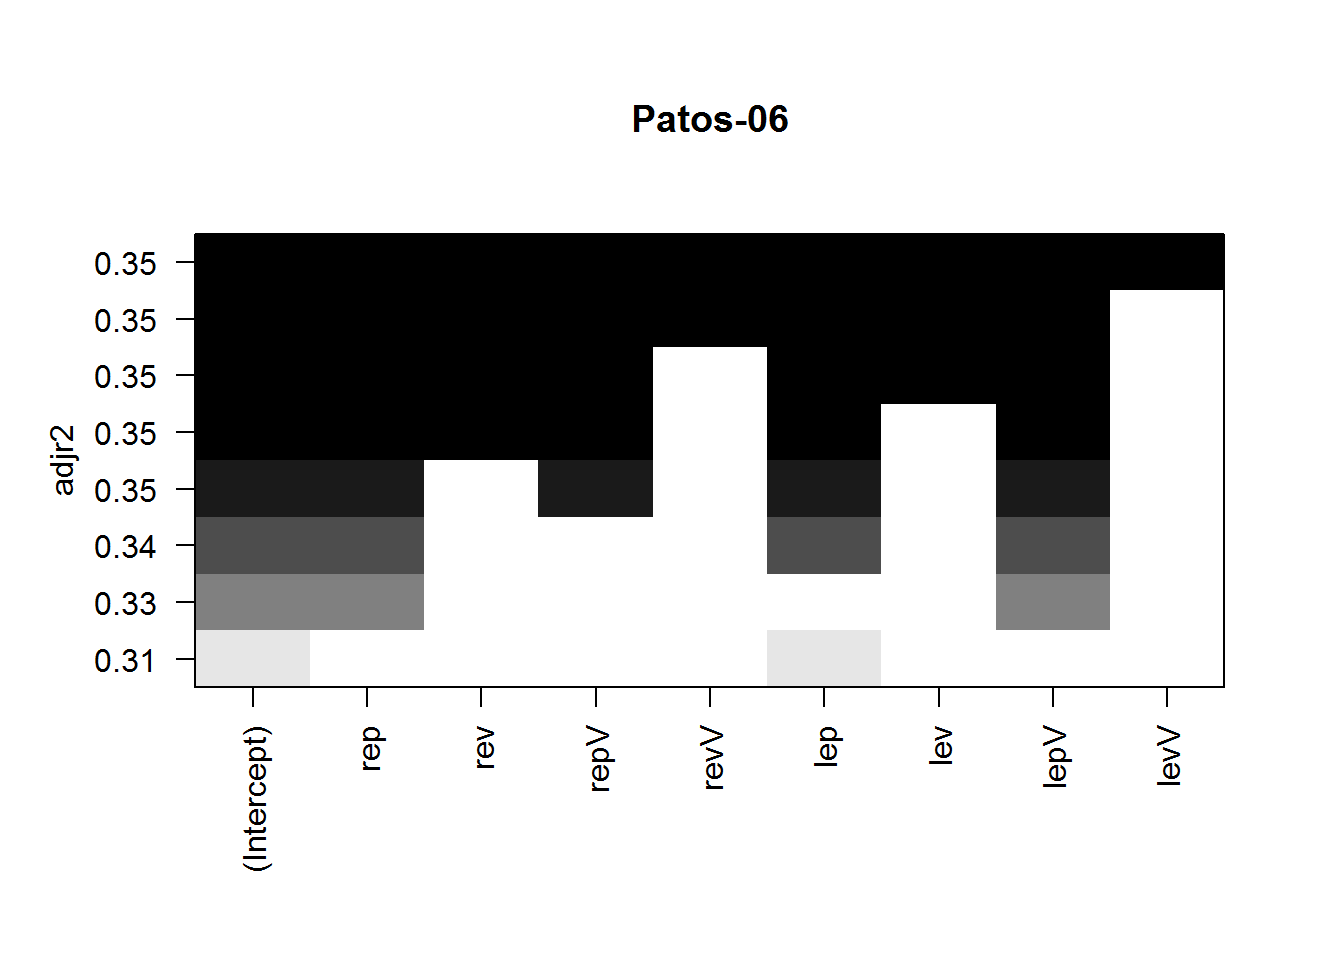 Patos-06
adjr2
0.35
0.35
0.35
0.35
0.35
0.34
0.33
0.31
(Intercept)
rep
rev
repV
revV
lep
lev
lepV
levV